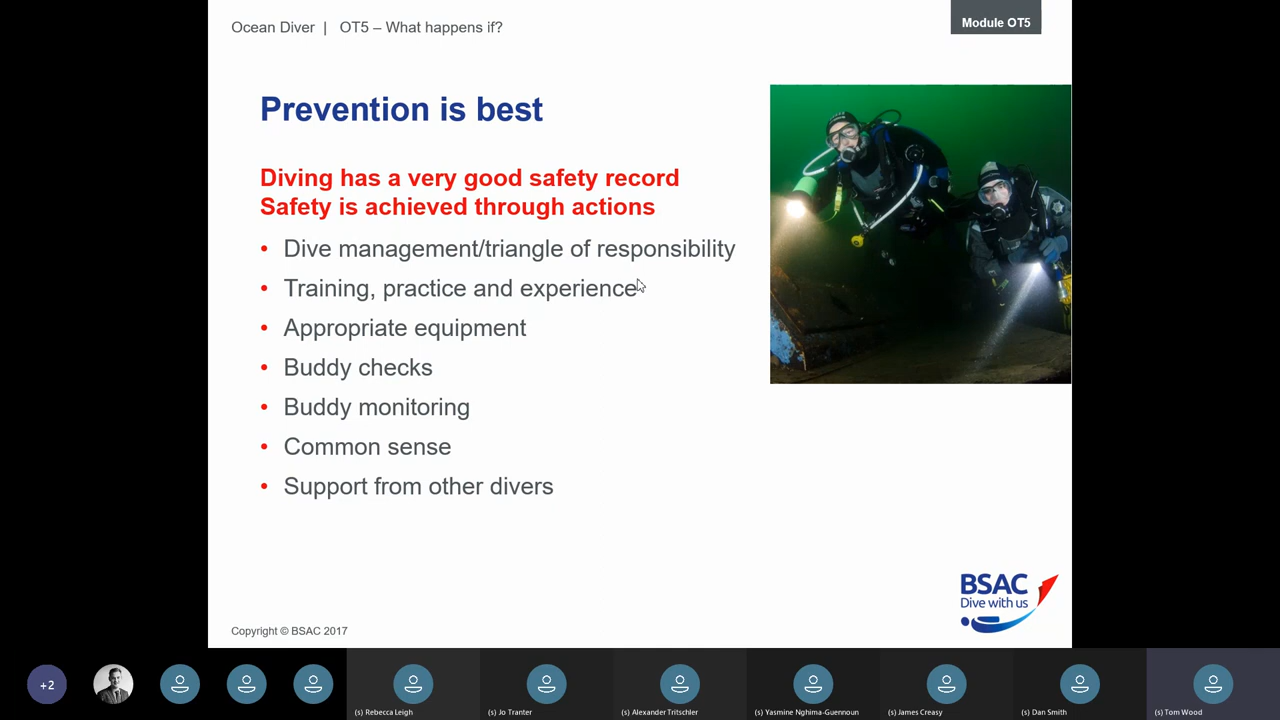 Ocean Diver | OT5 – What happens if?
Module OT5
Prevention is best
Diving has a very good safety record
Safety is achieved through actions
• Dive management/triangle of responsibility
• Training, practice and experience
• Appropriate equipment
• Buddy checks
• Buddy monitoring
• Common sense
• Support from other divers
BSAC
Dive with us
Copyright © BSAC 2017
+2
(s) Rebecca Leigh
(s) Jo Tranter
(s) Alexander Tritschler
(s) Yasmine Nghima-Guennoun
(s) James Creasy
(s) Dan Smith
(s) Tom Wood